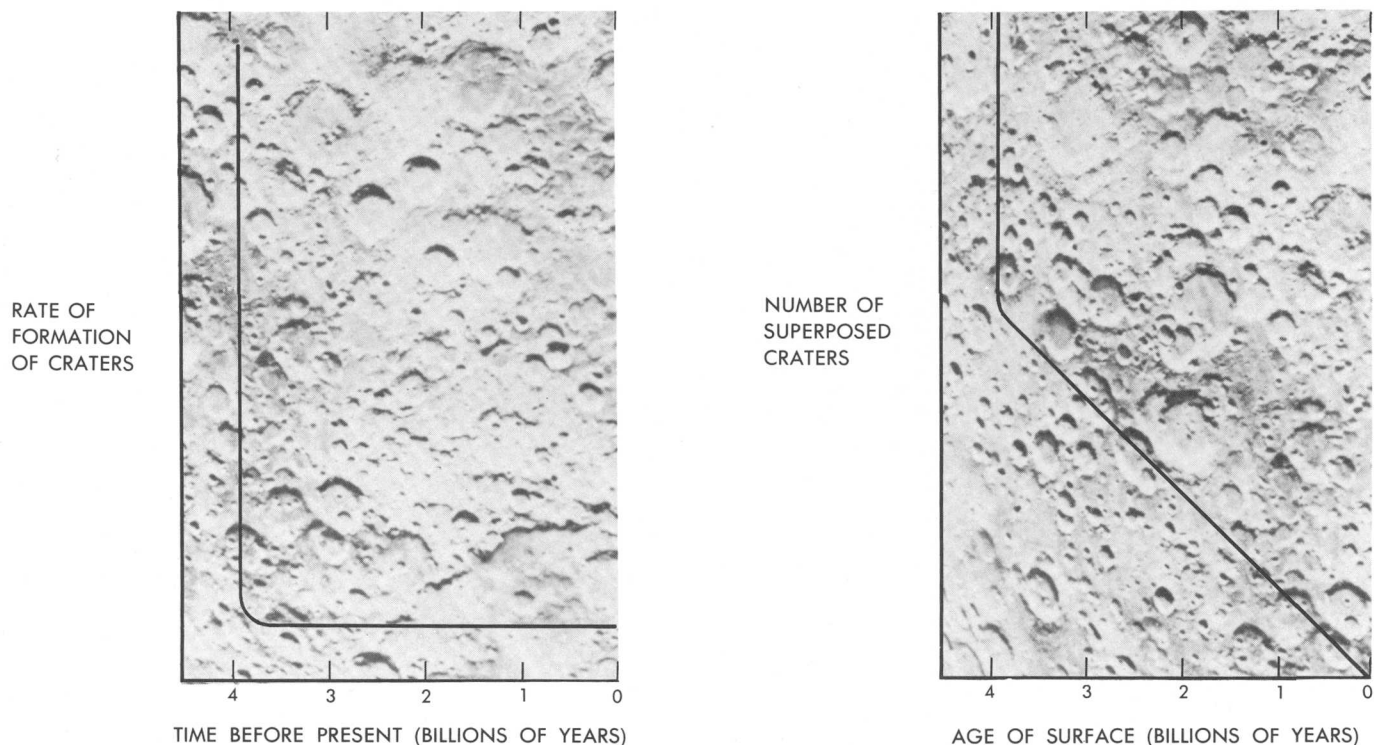 RATE OF
FORMATION
OF CRATERS
4 3 2 1 0
TIME BEFORE PRESENT (BILLIONS OF YEARS)
NUMBER OF
SUPERPOSED
CRATERS
4 3 2 1 0
AGE OF SURFACE (BILLIONS OF YEARS)